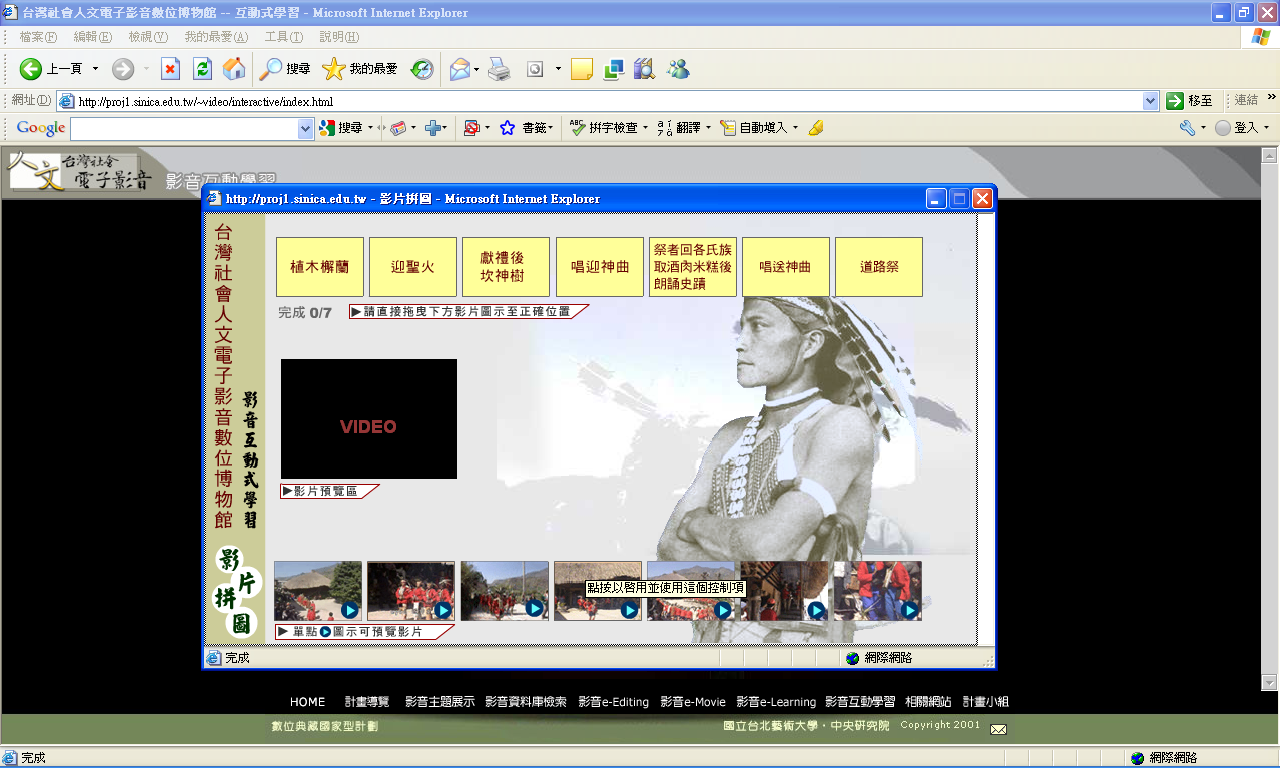 台灣社會人文電子影音數位博物館 -- 互動式學習 - Microsoft Internet Explorer
檔案(F) 編輯(E) 檢視(V) 我的最愛(A) 工具(T) 說明(H)
上一頁 搜尋 我的最愛
網址(D) http://proj1.sinica.edu.tw/~video/interactive/index.html 移至 連結 »
Google 搜尋 書籤 ABC 拼字檢查 翻譯 自動填入 登入
人文 台灣社會 電子影音 影音互動學習
http://proj1.sinica.edu.tw - 影片拼圖 - Microsoft Internet Explorer
台灣社會人文電子影音數位博物館
影音互動式學習
影片拼圖
植木檞蘭
迎聖火
獻禮後
坎神樹
唱迎神曲
祭者回各氏族
取酒肉米糕後
朗誦史蹟
唱送神曲
道路祭
完成 0/7
▶請直接拖曳下方影片圖示至正確位置
VIDEO
▶影片預覽區
點按以啟用並使用這個控制項
▶ 單點▶圖示可預覽影片
完成 網際網路
HOME 計畫導覽 影音主題展示 影音資料庫檢索 影音e-Editing 影音e-Movie 影音e-Learning 影音互動學習 相關網站 計畫小組
數位典藏國家型計劃 國立台北藝術大學・中央研究院 Copyright 2001
完成 網際網路